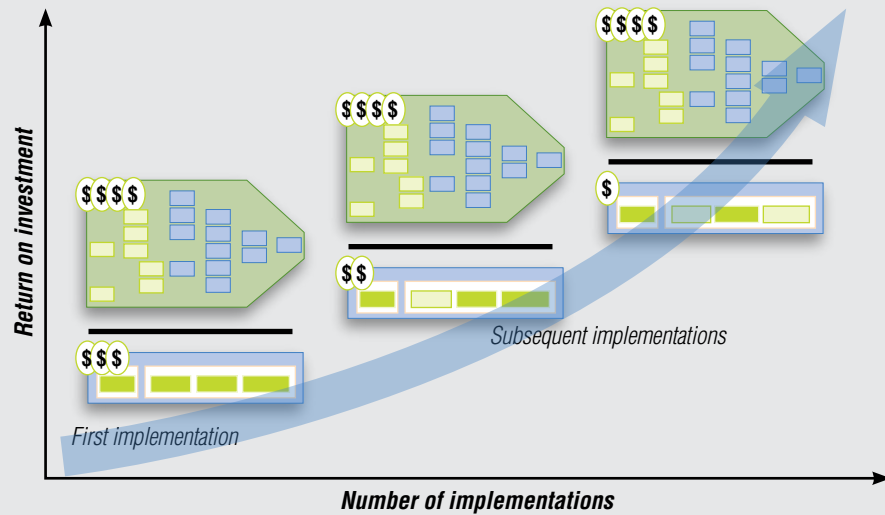 $$$$
$$$$
$
$$$$
$$
$$$
Subsequent implementations
First implementation
Return on investment
Number of implementations